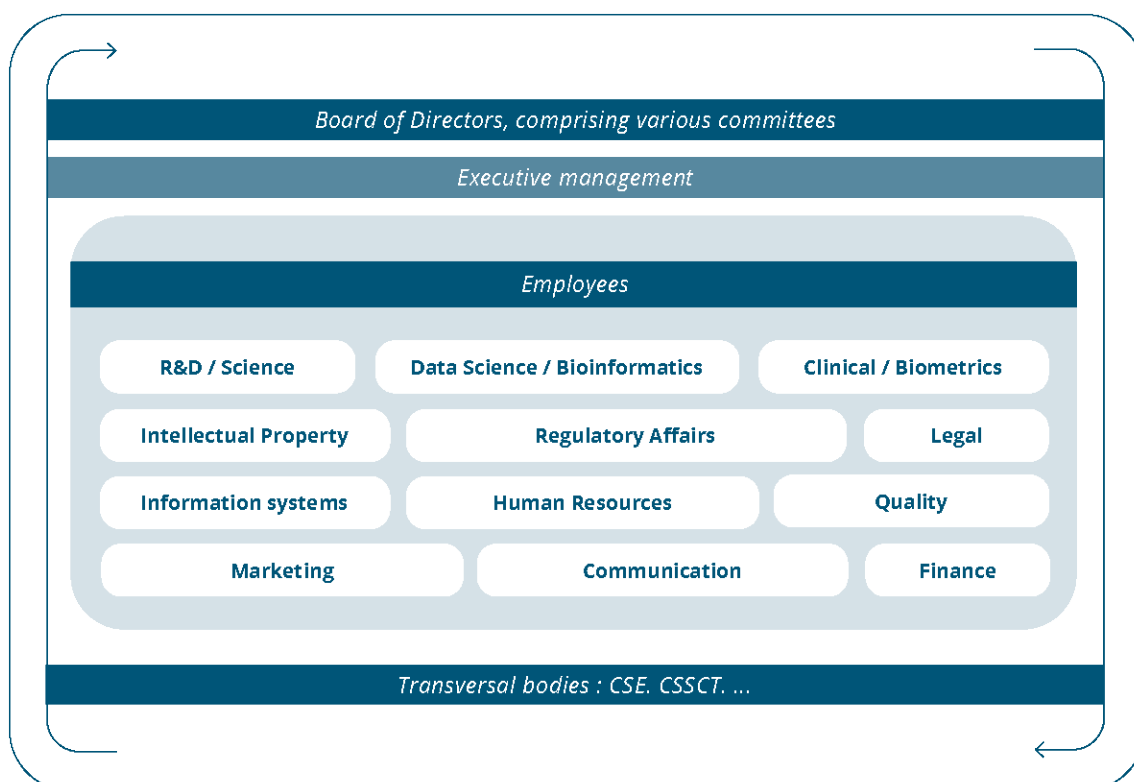 Board of Directors, comprising various committees
Executive management
Employees
R&D / Science
Data Science / Bioinformatics
Clinical / Biometrics
Intellectual Property
Regulatory Affairs
Legal
Information systems
Human Resources
Quality
Marketing
Communication
Finance
Transversal bodies : CSE. CSSCT. ...